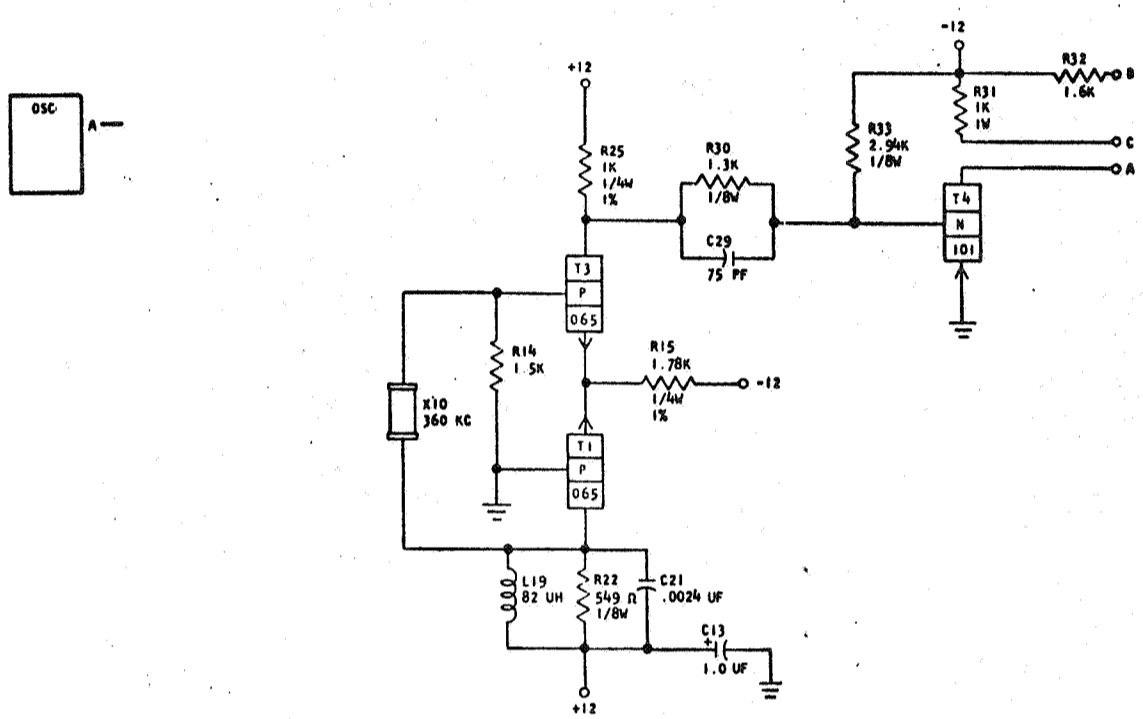 OSC
A
+12
R25
1K
1/4W
1%
R30
1.3K
1/8W
C29
75 PF
-12
R32
1.6K
B
R31
1K
1W
C
R33
2.94K
1/8W
A
T4
N
101
T3
P
065
R14
1.5K
R15
1.78K
1/4W
1%
-12
X10
360 KC
T1
P
065
L19
82 UH
R22
549 Ω
1/8W
C21
.0024 UF
C13
+
1.0 UF
+12